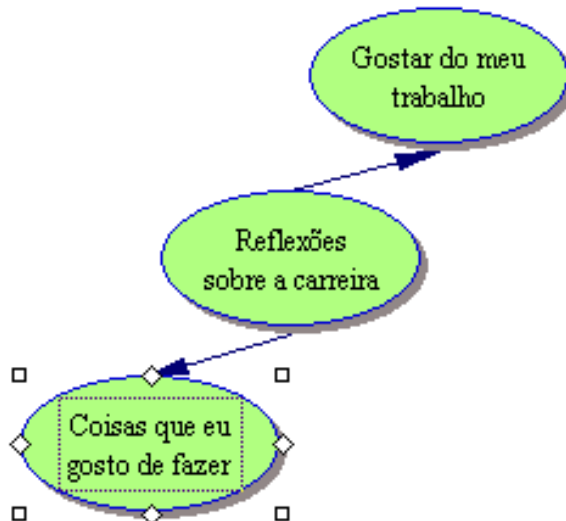 Gostar do meu
trabalho
Reflexões
sobre a carreira
Coisas que eu
gosto de fazer